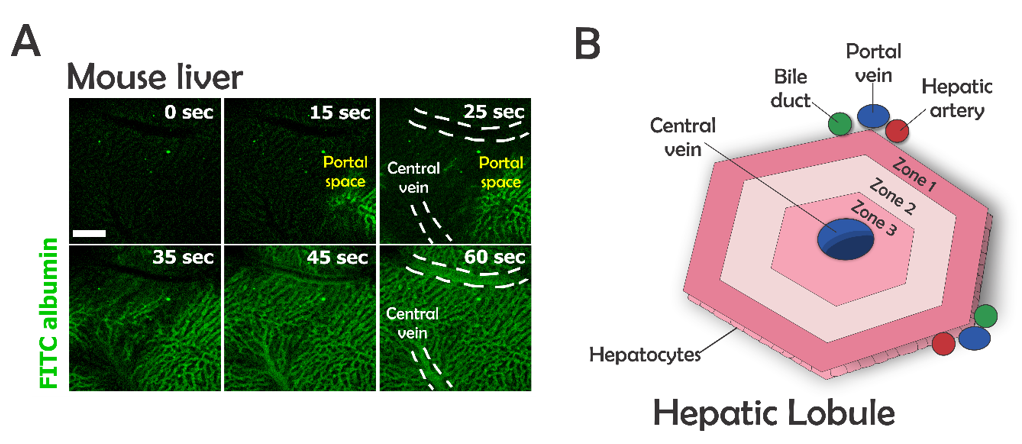 A
Mouse liver
0 sec
15 sec
25 sec
Portal
space
Central
vein
Portal
space
35 sec
45 sec
60 sec
Central
vein
FITC albumin
B
Portal
vein
Bile
duct
Hepatic
artery
Central
vein
Zone 1
Zone 2
Zone 3
Hepatocytes
Hepatic Lobule